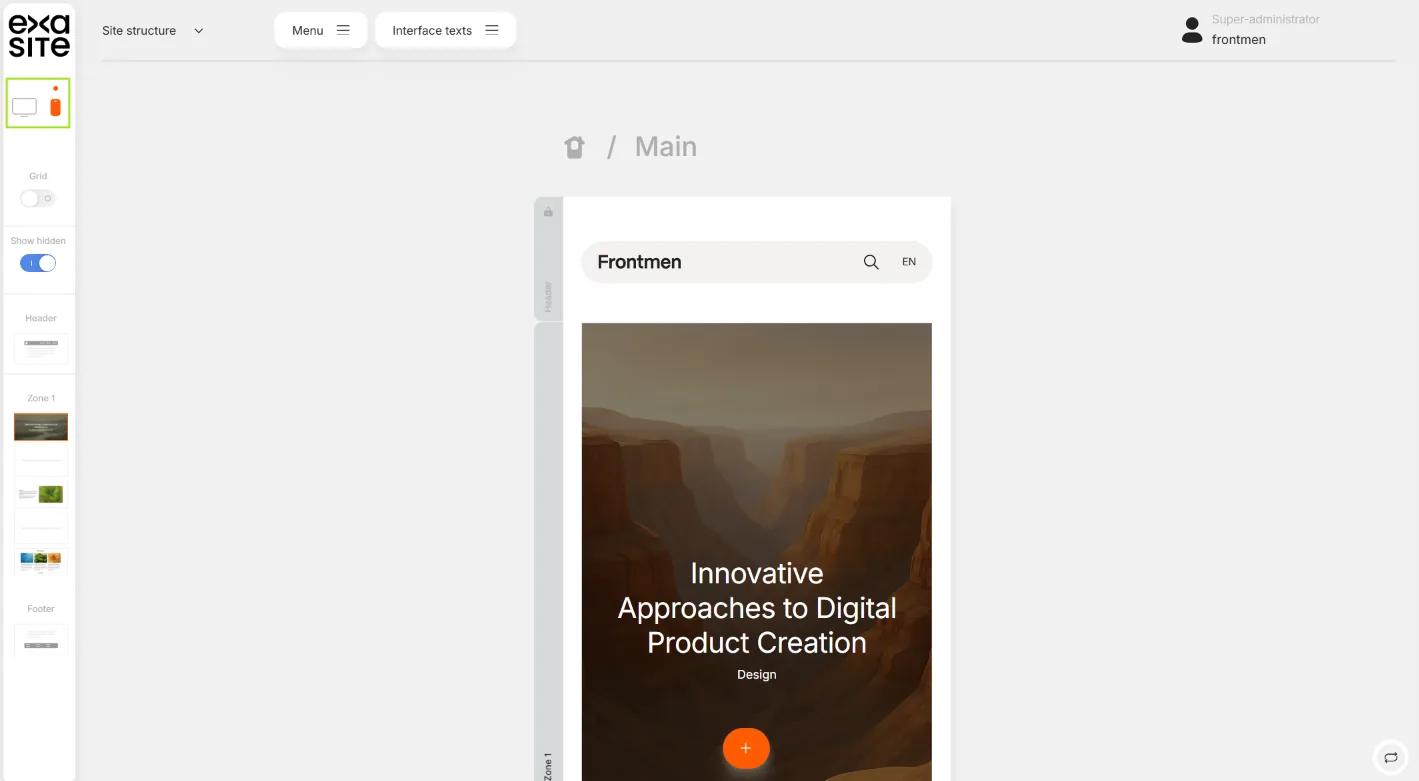 exa
SITE
Site structure
Menu
Interface texts
Super-administrator
frontmen
Grid
Show hidden
Header
Zone 1
Footer
/ Main
Header
Frontmen
EN
Innovative
Approaches to Digital
Product Creation
Design
+
Zone 1